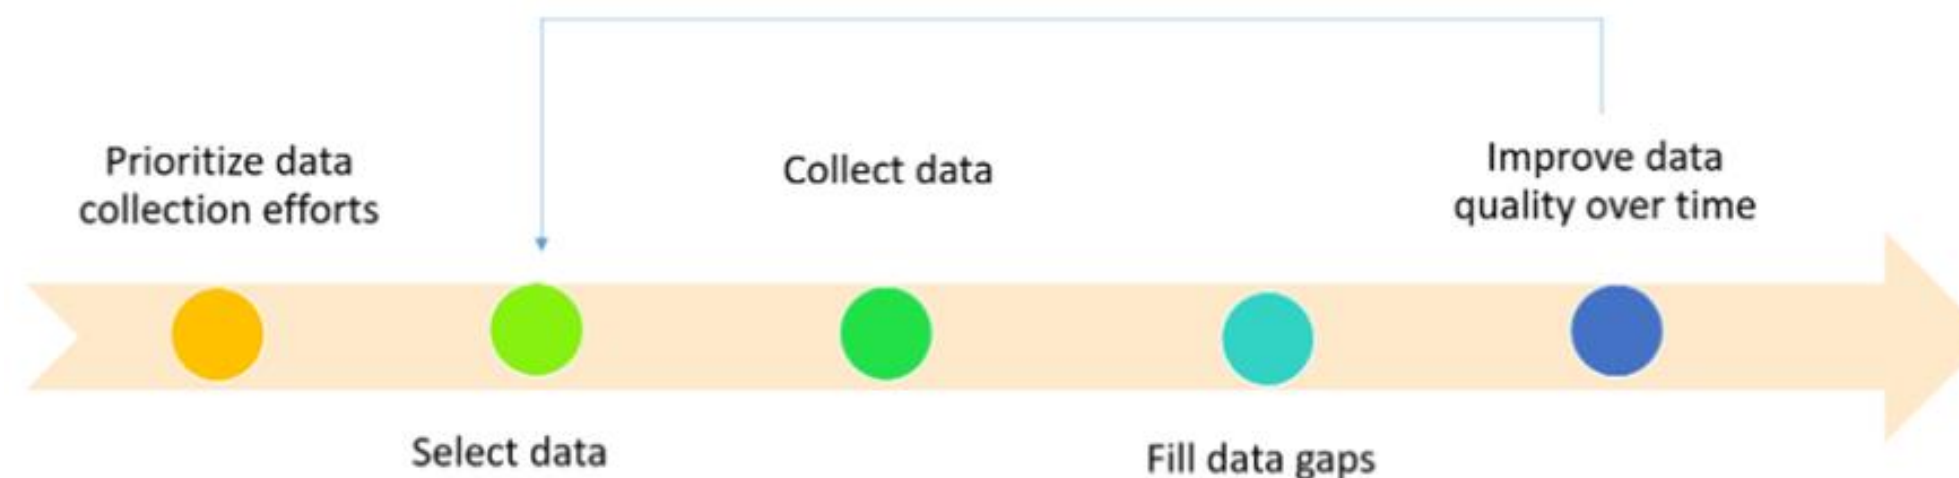 Prioritize data
collection efforts
Select data
Collect data
Fill data gaps
Improve data
quality over time